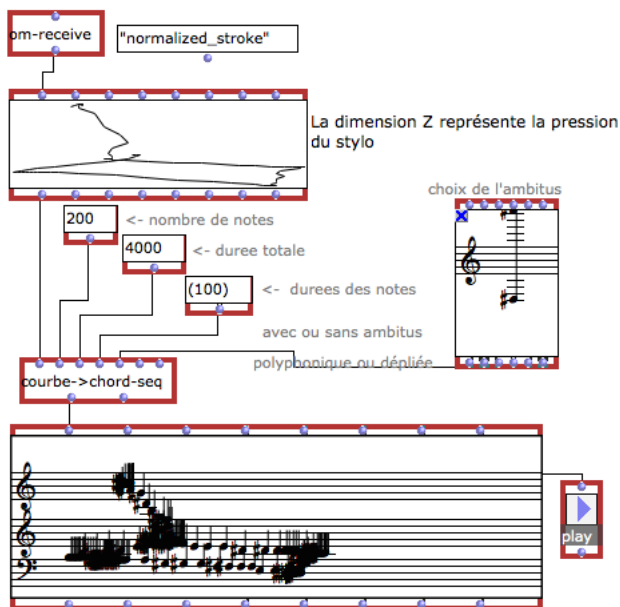 om-receive
"normalized_stroke"
La dimension Z représente la pression
du stylo
choix de l'ambitus
200
<- nombre de notes
4000
<- duree totale
(100)
<- durees des notes
avec ou sans ambitus
polyphonique ou dépliée
courbe->chord-seq
play